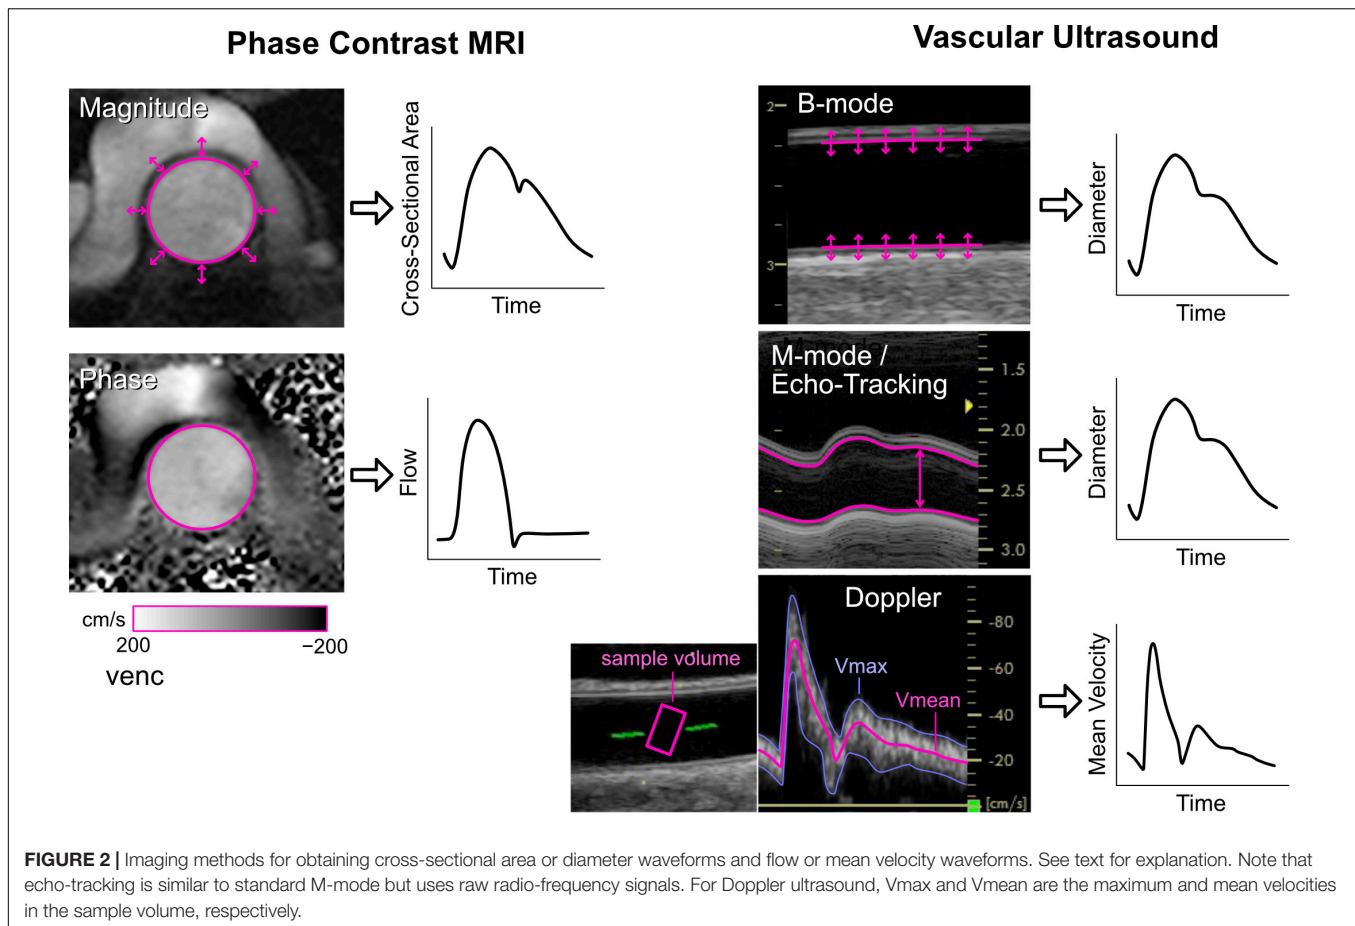 Phase Contrast MRI
Magnitude
Cross-Sectional Area
Time
Phase
Flow
Time
cm/s
200
−200
venc
Vascular Ultrasound
2
B-mode
3
Diameter
Time
M-mode /
Echo-Tracking
1.5
2.0
2.5
3.0
Diameter
Time
sample volume
Doppler
Vmax
Vmean
-80
-60
-40
-20
[cm/s]
Mean Velocity
Time
FIGURE 2 | Imaging methods for obtaining cross-sectional area or diameter waveforms and flow or mean velocity waveforms. See text for explanation. Note that
echo-tracking is similar to standard M-mode but uses raw radio-frequency signals. For Doppler ultrasound, Vmax and Vmean are the maximum and mean velocities
in the sample volume, respectively.